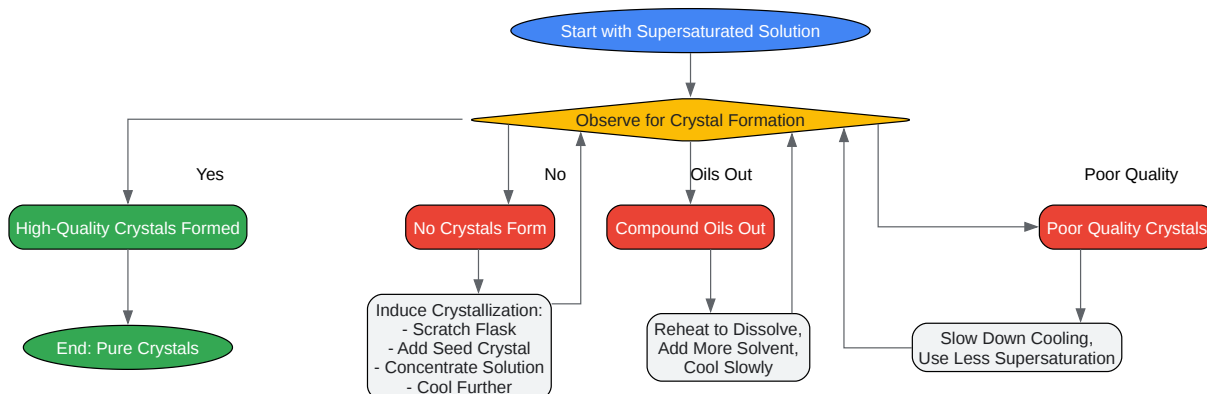 Start with Supersaturated Solution
Observe for Crystal Formation
Yes
No
Oils Out
Poor Quality
High-Quality Crystals Formed
No Crystals Form
Compound Oils Out
Poor Quality Crystals
Induce Crystallization:
- Scratch Flask
- Add Seed Crystal
- Concentrate Solution
- Cool Further
Reheat to Dissolve,
Add More Solvent,
Cool Slowly
Slow Down Cooling,
Use Less Supersaturation
End: Pure Crystals